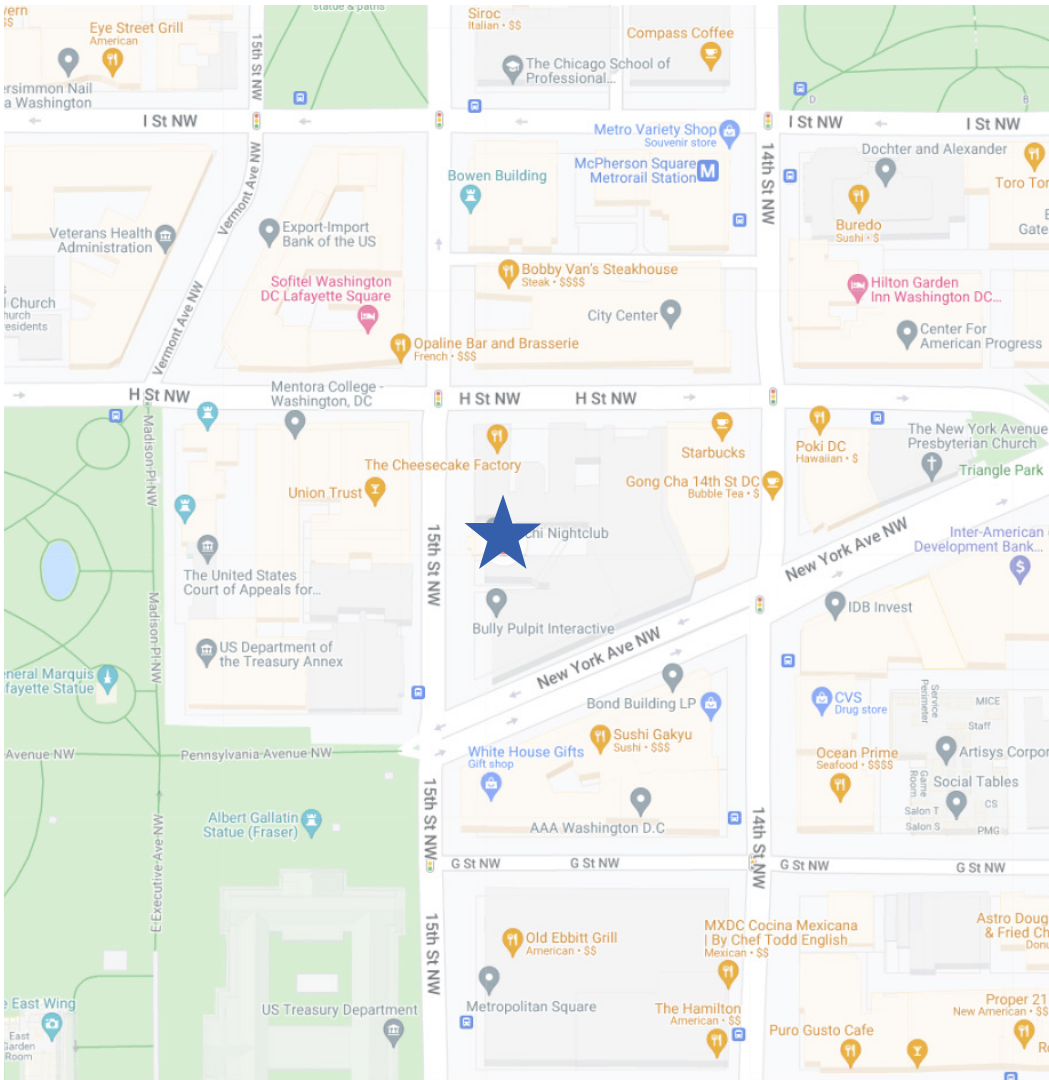 statue & paths
Eye Street Grill
American
ersimmon Nail
a Washington
15th St NW
Siroc
Italian • $$
The Chicago School of
Professional...
Compass Coffee
I St NW
I St NW
I St NW
D
B
Metro Variety Shop
Souvenir store
McPherson Square
Metrorail Station
M
14th St NW
Dochter and Alexander
Toro Tor
Buredo
Sushi • $
Gate
Bowen Building
Vermont Ave NW
Veterans Health
Administration
Export-Import
Bank of the US
Sofitel Washington
DC Lafayette Square
Bobby Van's Steakhouse
Steak • $$$$
City Center
Hilton Garden
Inn Washington DC...
Center For
American Progress
l Church
hurch
residents
Vermont Ave NW
Opaline Bar and Brasserie
French • $$$
H St NW
Mentora College -
Washington, DC
H St NW
H St NW
Madison Pl NW
The Cheesecake Factory
Union Trust
Starbucks
Gong Cha 14th St DC
Bubble Tea • $
Poki DC
Hawaiian • $
The New York Avenue
Presbyterian Church
Triangle Park
chi Nightclub
15th St NW
New York Ave NW
Inter-American
Development Bank...
$
The United States
Court of Appeals for...
Madison Pl NW
Bully Pulpit Interactive
IDB Invest
US Department of
the Treasury Annex
New York Ave NW
eneral Marquis
fayette Statue
Bond Building LP
CVS
Drug store
Service
Perimeter
MICE
Staff
Avenue NW
Pennsylvania Avenue NW
Sushi Gakyu
Sushi • $$$
White House Gifts
Gift shop
Ocean Prime
Seafood • $$$$
Artisys Corpor
Game
Room
Social Tables
CS
Salon T
Salon S
PMG
Albert Gallatin
Statue (Fraser)
AAA Washington D.C
15th St NW
14th St NW
G St NW
G St NW
G St NW
G St NW
E Executive Ave NW
15th St NW
Old Ebbitt Grill
American • $$
MXDC Cocina Mexicana
| By Chef Todd English
Mexican • $$
Astro Doug
& Fried Ch
Donu
Metropolitan Square
The Hamilton
American • $$
e East Wing
East
Garden
Room
US Treasury Department
Puro Gusto Cafe
Proper 21
New American • $$